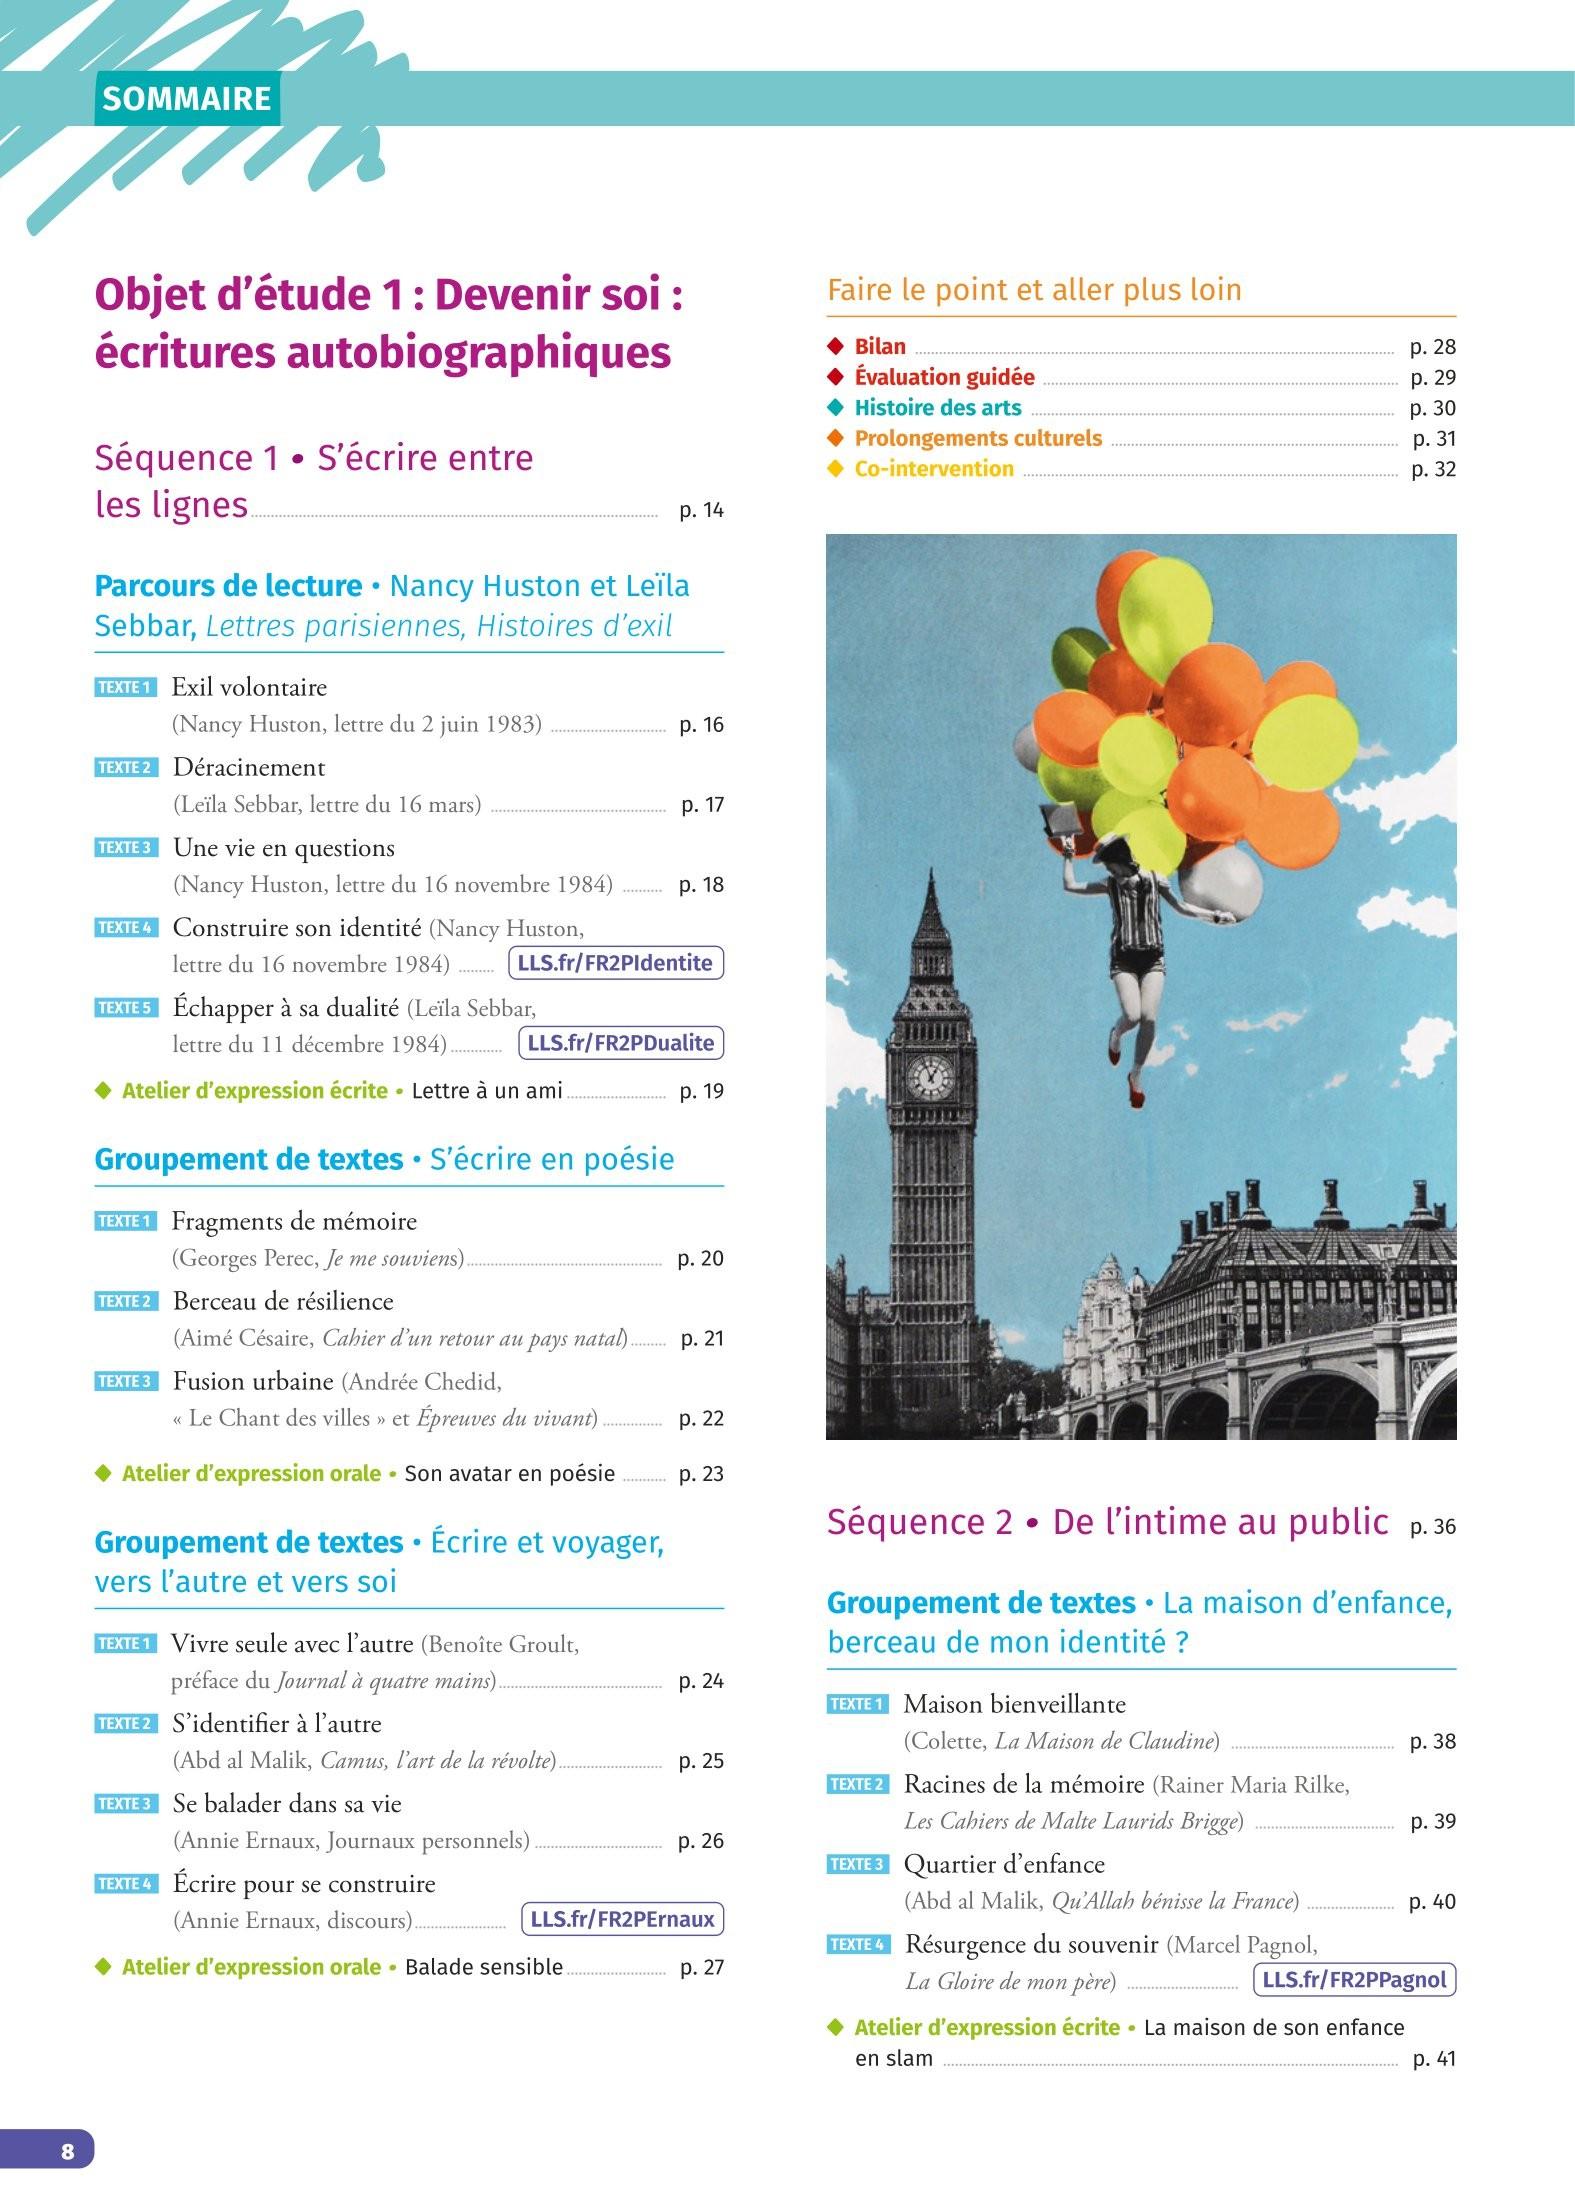 SOMMAIRE
Objet d’étude 1 : Devenir soi :
écritures autobiographiques
Séquence 1 • S’écrire entre
les lignes p. 14
Parcours de lecture • Nancy Huston et Leïla
Sebbar, Lettres parisiennes, Histoires d’exil
TEXTE 1 Exil volontaire
(Nancy Huston, lettre du 2 juin 1983) p. 16
TEXTE 2 Déracinement
(Leïla Sebbar, lettre du 16 mars) p. 17
TEXTE 3 Une vie en questions
(Nancy Huston, lettre du 16 novembre 1984) p. 18
TEXTE 4 Construire son identité (Nancy Huston,
lettre du 16 novembre 1984) LLS.fr/FR2PIdentite
TEXTE 5 Échapper à sa dualité (Leïla Sebbar,
lettre du 11 décembre 1984) LLS.fr/FR2PDualite
◆ Atelier d’expression écrite • Lettre à un ami p. 19
Groupement de textes • S’écrire en poésie
TEXTE 1 Fragments de mémoire
(Georges Perec, Je me souviens) p. 20
TEXTE 2 Berceau de résilience
(Aimé Césaire, Cahier d’un retour au pays natal) p. 21
TEXTE 3 Fusion urbaine (Andrée Chedid,
« Le Chant des villes » et Épreuves du vivant) p. 22
◆ Atelier d’expression orale • Son avatar en poésie p. 23
Groupement de textes • Écrire et voyager,
vers l’autre et vers soi
TEXTE 1 Vivre seule avec l’autre (Benoîte Groult,
préface du Journal à quatre mains) p. 24
TEXTE 2 S’identifier à l’autre
(Abd al Malik, Camus, l’art de la révolte) p. 25
TEXTE 3 Se balader dans sa vie
(Annie Ernaux, Journaux personnels) p. 26
TEXTE 4 Écrire pour se construire
(Annie Ernaux, discours) LLS.fr/FR2PErnaux
◆ Atelier d’expression orale • Balade sensible p. 27
Faire le point et aller plus loin
◆ Bilan p. 28
◆ Évaluation guidée p. 29
◆ Histoire des arts p. 30
◆ Prolongements culturels p. 31
◆ Co-intervention p. 32
Séquence 2 • De l’intime au public p. 36
Groupement de textes • La maison d’enfance,
berceau de mon identité ?
TEXTE 1 Maison bienveillante
(Colette, La Maison de Claudine) p. 38
TEXTE 2 Racines de la mémoire (Rainer Maria Rilke,
Les Cahiers de Malte Laurids Brigge) p. 39
TEXTE 3 Quartier d’enfance
(Abd al Malik, Qu’Allah bénisse la France) p. 40
TEXTE 4 Résurgence du souvenir (Marcel Pagnol,
La Gloire de mon père) LLS.fr/FR2PPagnol
◆ Atelier d’expression écrite • La maison de son enfance
en slam p. 41
8